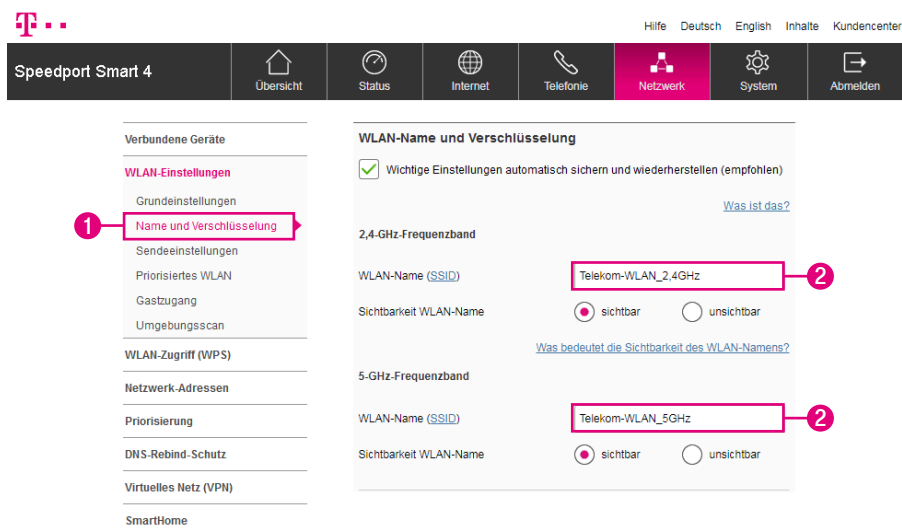 T
Hilfe Deutsch English Inhalte Kundencenter
Speedport Smart 4
Übersicht Status Internet Telefonie Netzwerk System Abmelden
Verbundene Geräte
WLAN-Einstellungen
Grundeinstellungen
1 Name und Verschlüsselung
Sendeeinstellungen
Priorisiertes WLAN
Gastzugang
Umgebungsscan
WLAN-Zugriff (WPS)
Netzwerk-Adressen
Priorisierung
DNS-Rebind-Schutz
Virtuelles Netz (VPN)
SmartHome
WLAN-Name und Verschlüsselung
Wichtige Einstellungen automatisch sichern und wiederherstellen (empfohlen)
Was ist das?
2,4-GHz-Frequenzband
WLAN-Name (SSID) Telekom-WLAN_2,4GHz 2
Sichtbarkeit WLAN-Name sichtbar unsichtbar
Was bedeutet die Sichtbarkeit des WLAN-Namens?
5-GHz-Frequenzband
WLAN-Name (SSID) Telekom-WLAN_5GHz 2
Sichtbarkeit WLAN-Name sichtbar unsichtbar